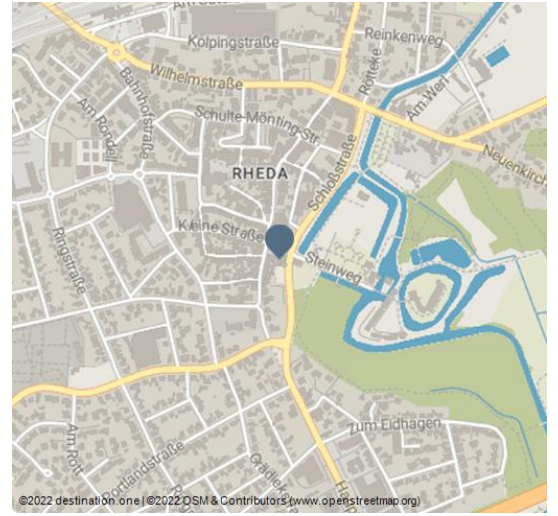 Kolpingstraße
Reinkenweg
Wilhelmstraße
Rotteke
Am Werl
Bahnhofstraße
Am Rondell
Schulte-Mönting-Str.
Neuenkirch
RHEDA
Schloßstraße
Kleine Straße
Ringstraße
Steinweg
Zum Eidhagen
Am Rott
Portlandstraße
©2022 destination.one | ©2022 OSM & Contributors (www.openstreetmap.org)